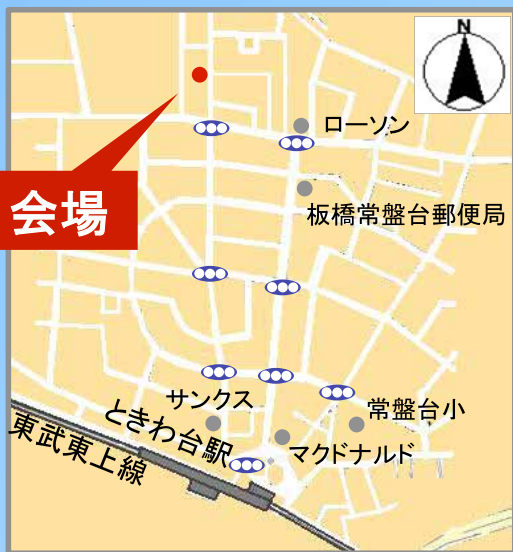 N
ローソン
板橋常盤台郵便局
会場
サンクス
常盤台小
ときわ台駅
マクドナルド
東武東上線